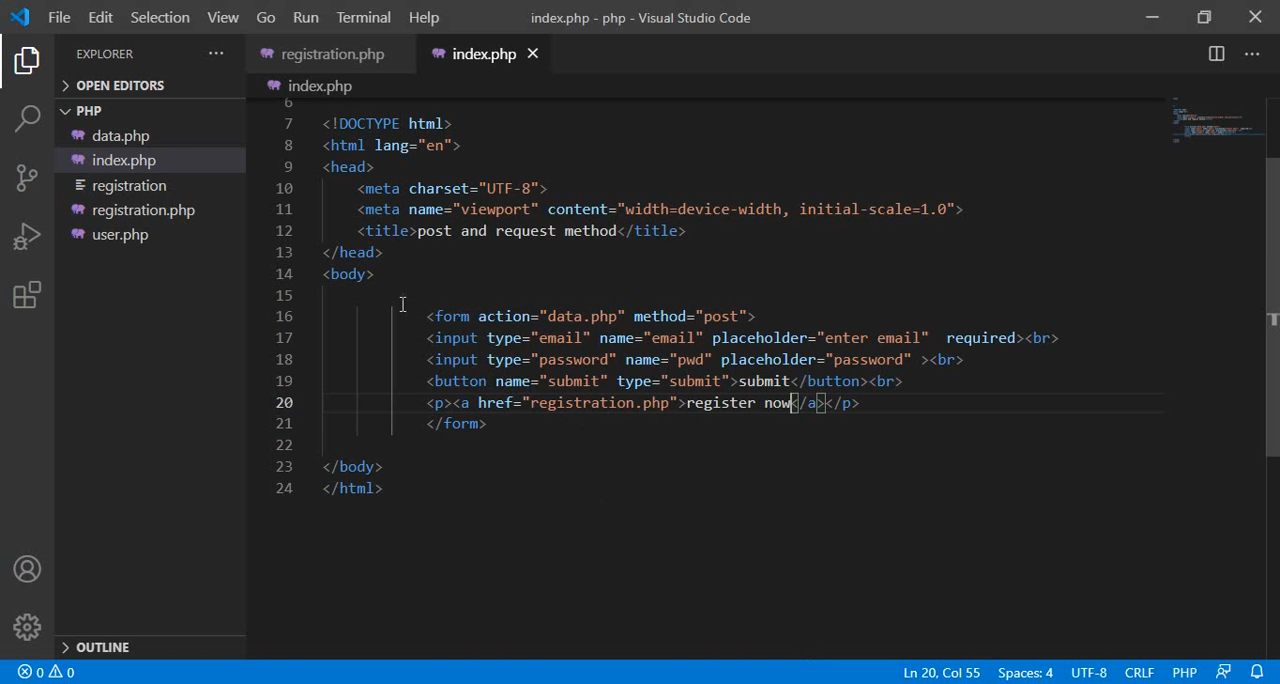 File Edit Selection View Go Run Terminal Help index.php - php - Visual Studio Code
EXPLORER
registration.php
index.php
OPEN EDITORS
index.php
PHP
data.php
index.php
registration
registration.php
user.php
OUTLINE
6
7 <!DOCTYPE html>
8 <html lang="en">
9 <head>
10 <meta charset="UTF-8">
11 <meta name="viewport" content="width=device-width, initial-scale=1.0">
12 <title>post and request method</title>
13 </head>
14 <body>
15
16 <form action="data.php" method="post">
17 <input type="email" name="email" placeholder="enter email"  required><br>
18 <input type="password" name="pwd" placeholder="password" ><br>
19 <button name="submit" type="submit">submit</button><br>
20 <p><a href="registration.php">register now</a></p>
21 </form>
22
23 </body>
24 </html>
0 0 Ln 20, Col 55 Spaces: 4 UTF-8 CRLF PHP